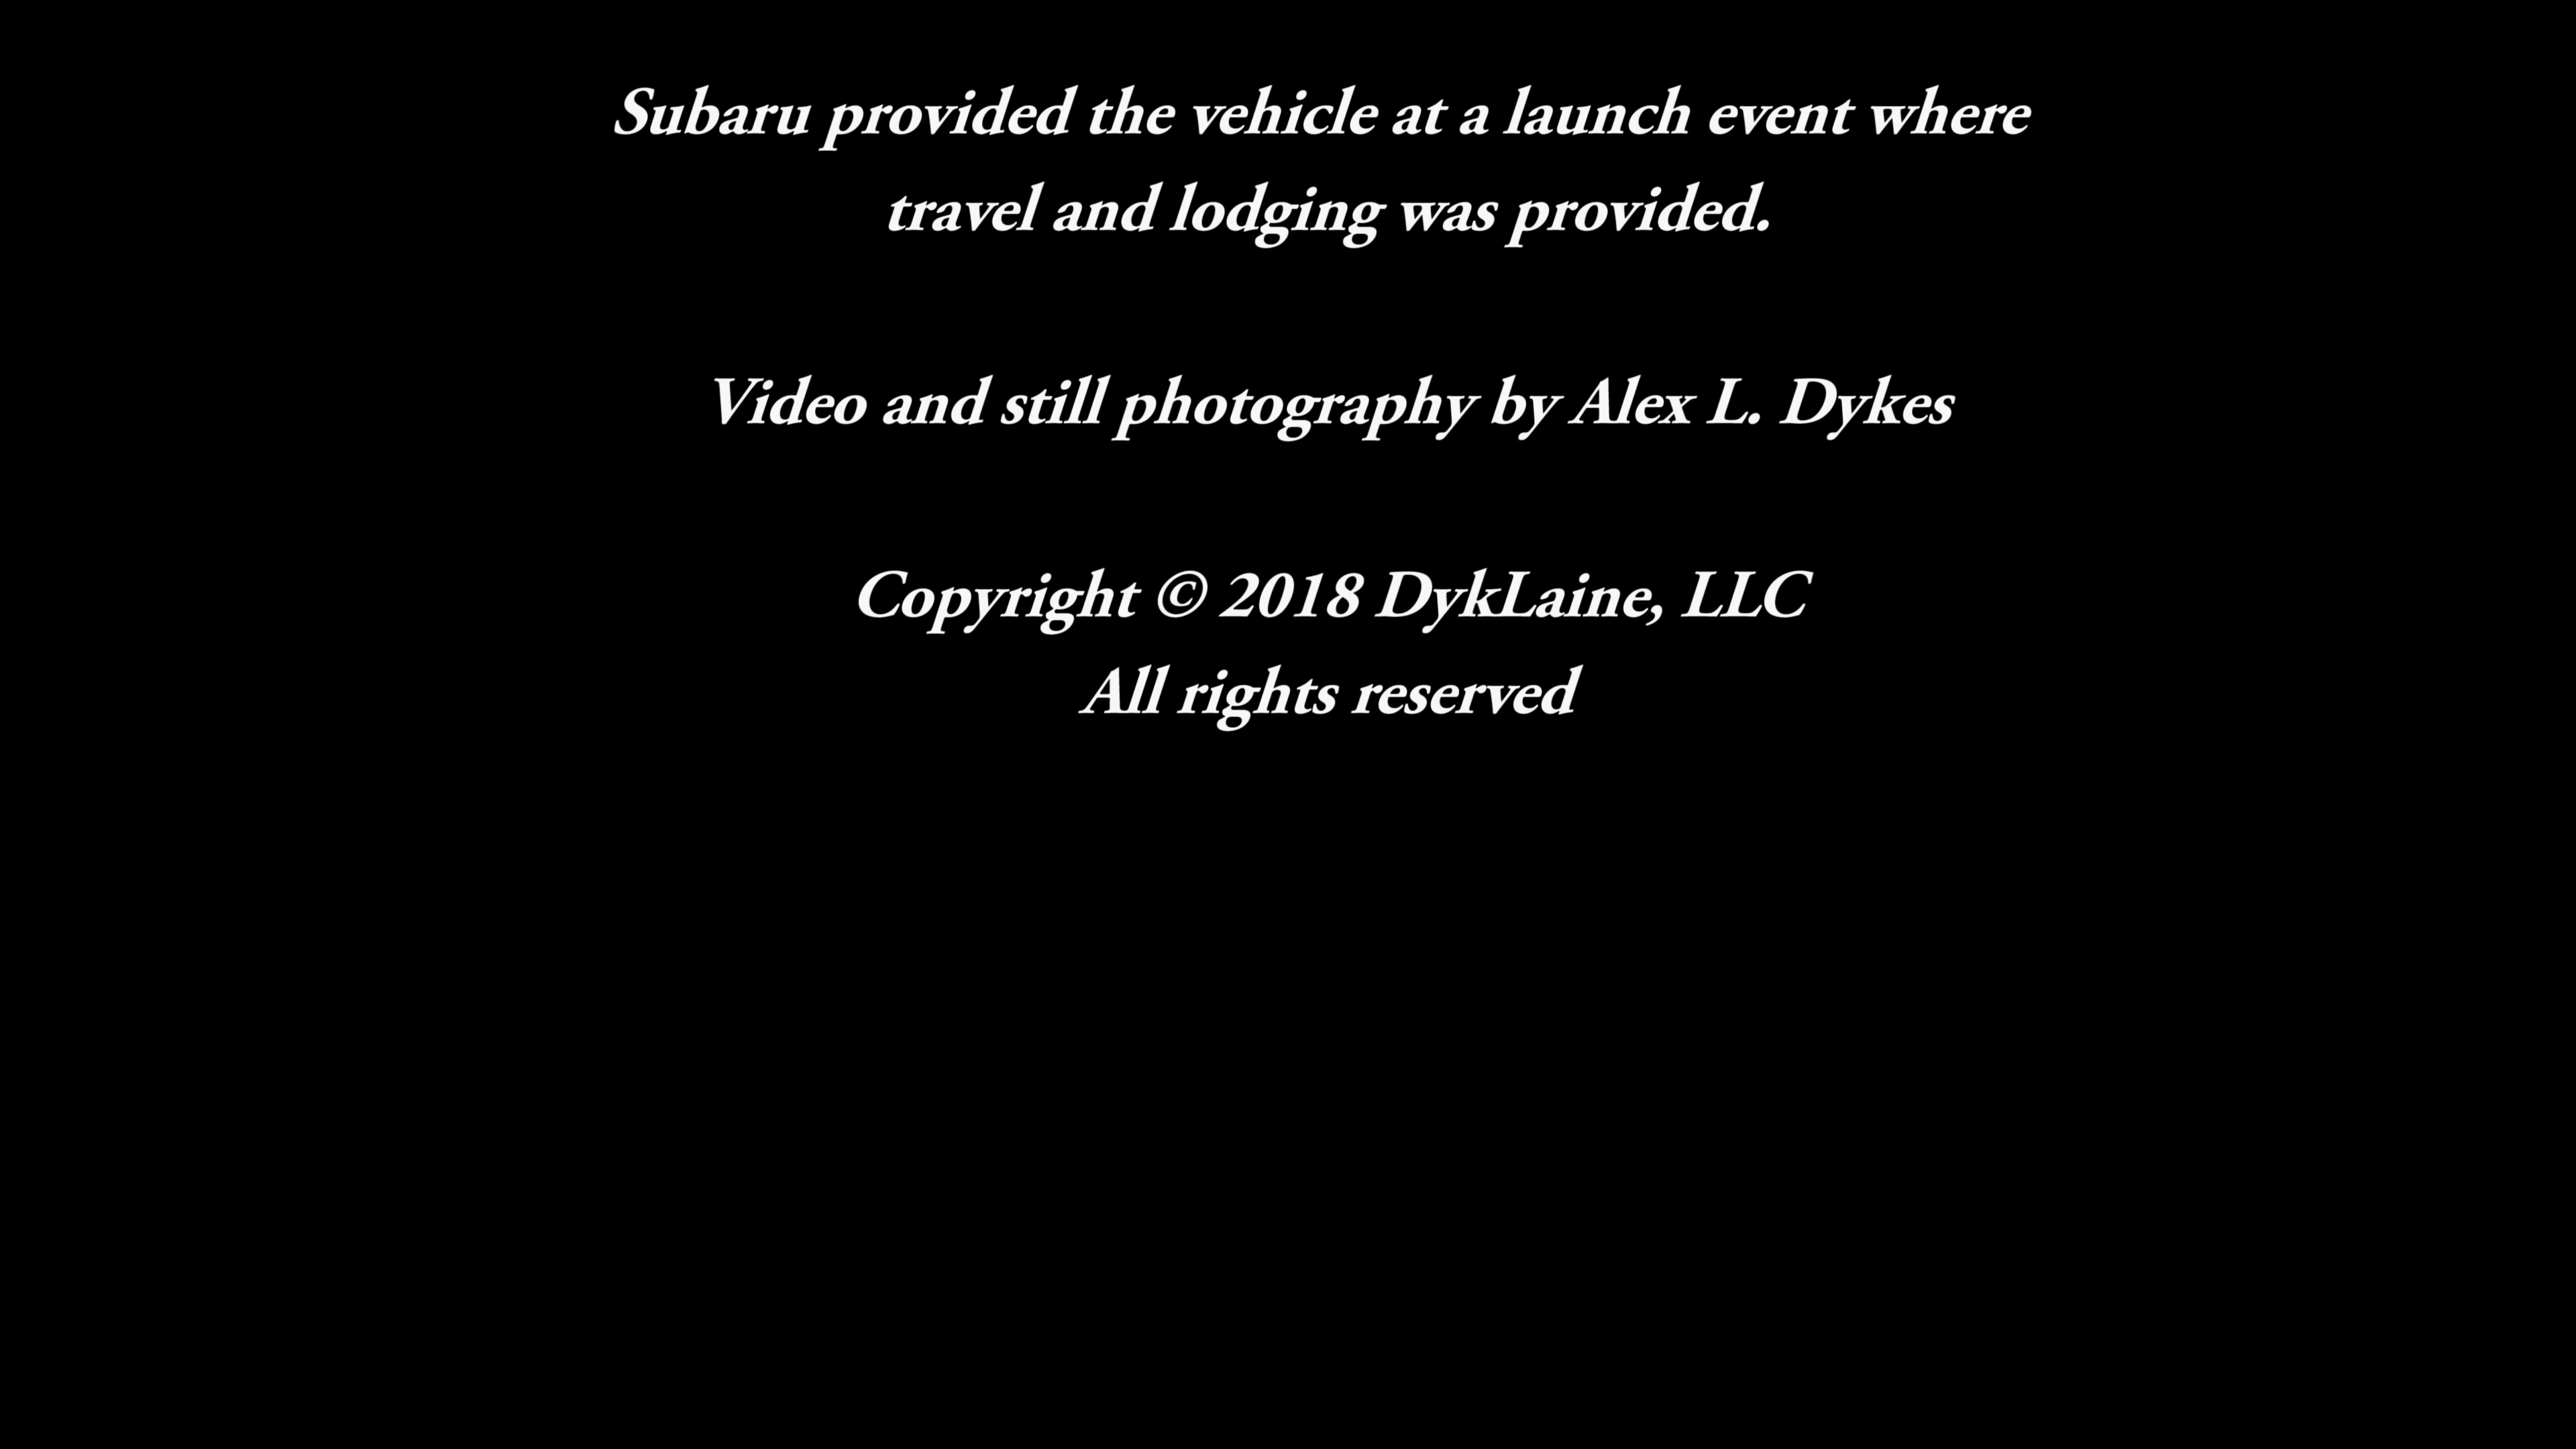 Subaru provided the vehicle at a launch event where
travel and lodging was provided.
Video and still photography by Alex L. Dykes
Copyright © 2018 DykLaine, LLC
All rights reserved